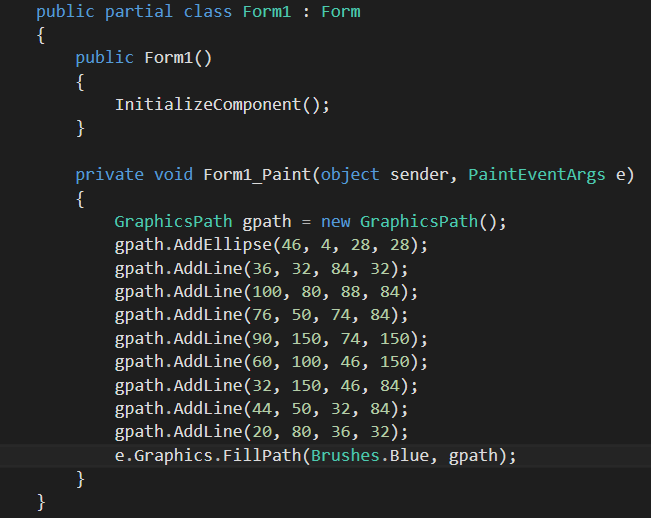 public partial class Form1 : Form
{
public Form1()
{
InitializeComponent();
}
private void Form1_Paint(object sender, PaintEventArgs e)
{
GraphicsPath gpath = new GraphicsPath();
gpath.AddEllipse(46, 4, 28, 28);
gpath.AddLine(36, 32, 84, 32);
gpath.AddLine(100, 80, 88, 84);
gpath.AddLine(76, 50, 74, 84);
gpath.AddLine(90, 150, 74, 150);
gpath.AddLine(60, 100, 46, 150);
gpath.AddLine(32, 150, 46, 84);
gpath.AddLine(44, 50, 32, 84);
gpath.AddLine(20, 80, 36, 32);
e.Graphics.FillPath(Brushes.Blue, gpath);
}
}